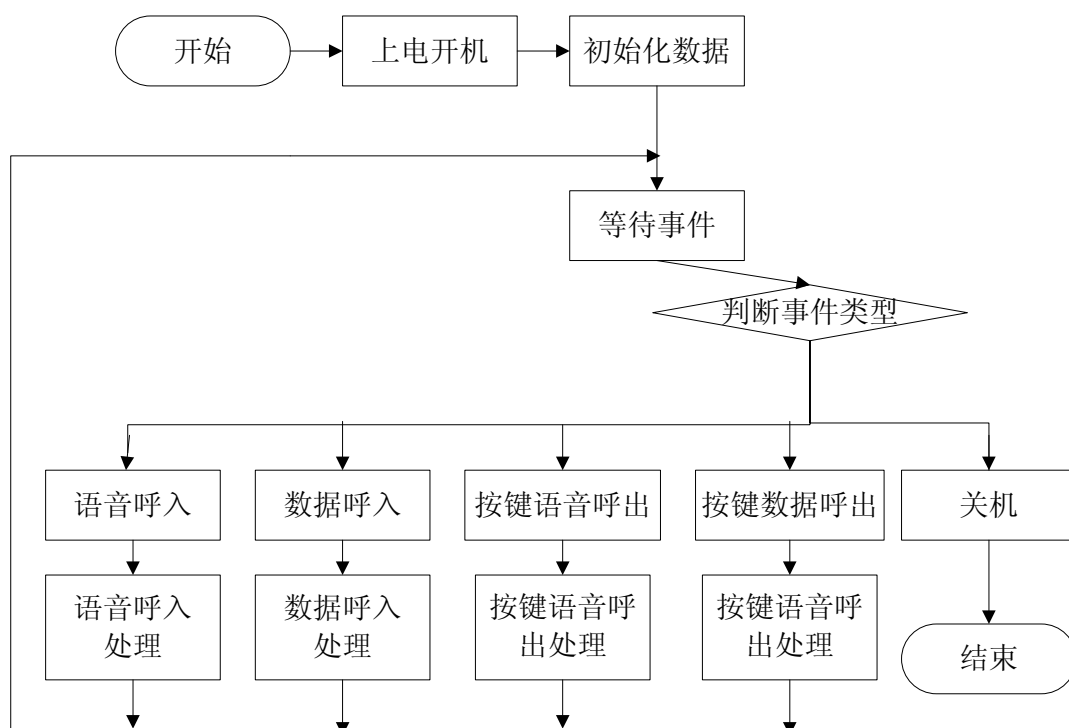 开始
上电开机
初始化数据
等待事件
判断事件类型
语音呼入
数据呼入
按键语音呼出
按键数据呼出
关机
语音呼入
处理
数据呼入
处理
按键语音呼
出处理
按键语音呼
出处理
结束